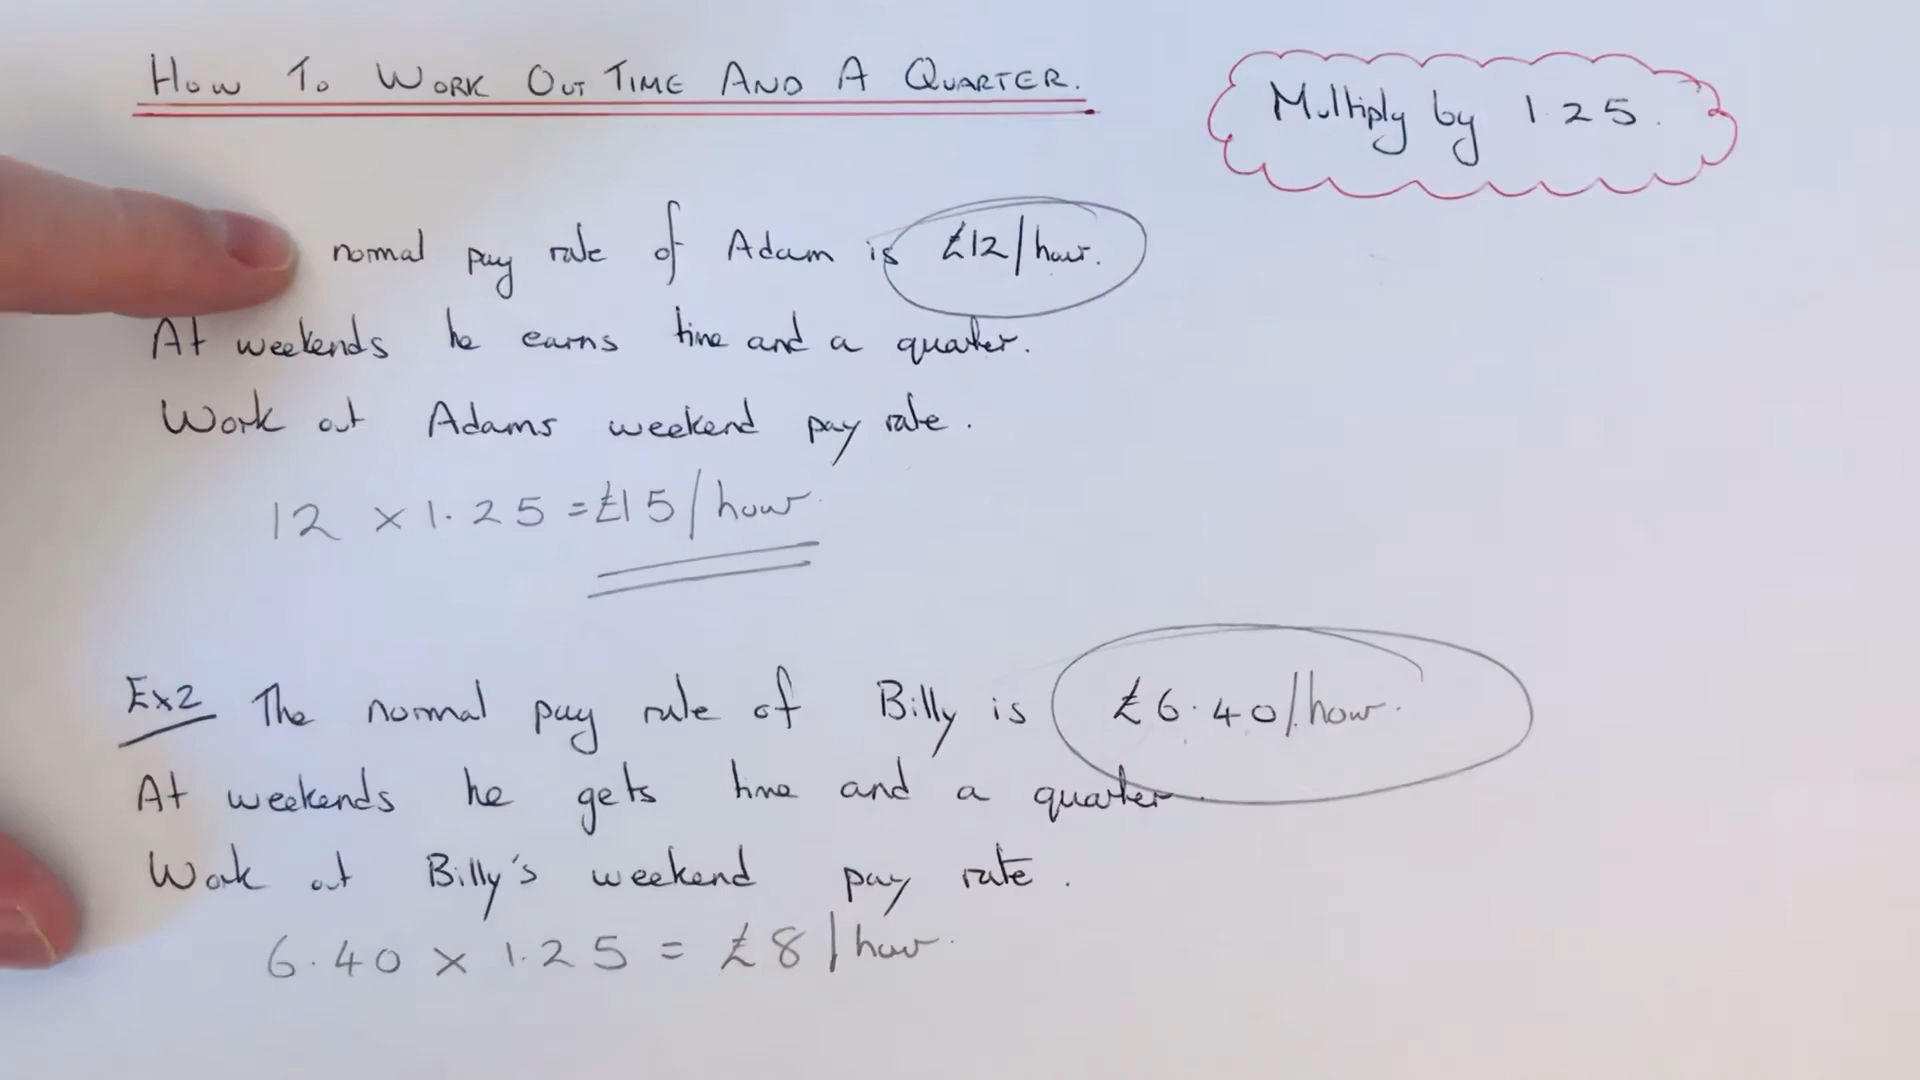 HOW TO WORK OUT TIME AND A QUARTER.
Multiply by 1.25.
normal pay rate of Adam is £12/hour.
At weekends he earns time and a quarter.
Work out Adams weekend pay rate.
12 × 1.25 = £15/hour.
Ex2 The normal pay rate of Billy is £6.40/hour.
At weekends he gets time and a quarter.
Work out Billy's weekend pay rate.
6.40 × 1.25 = £8/hour.